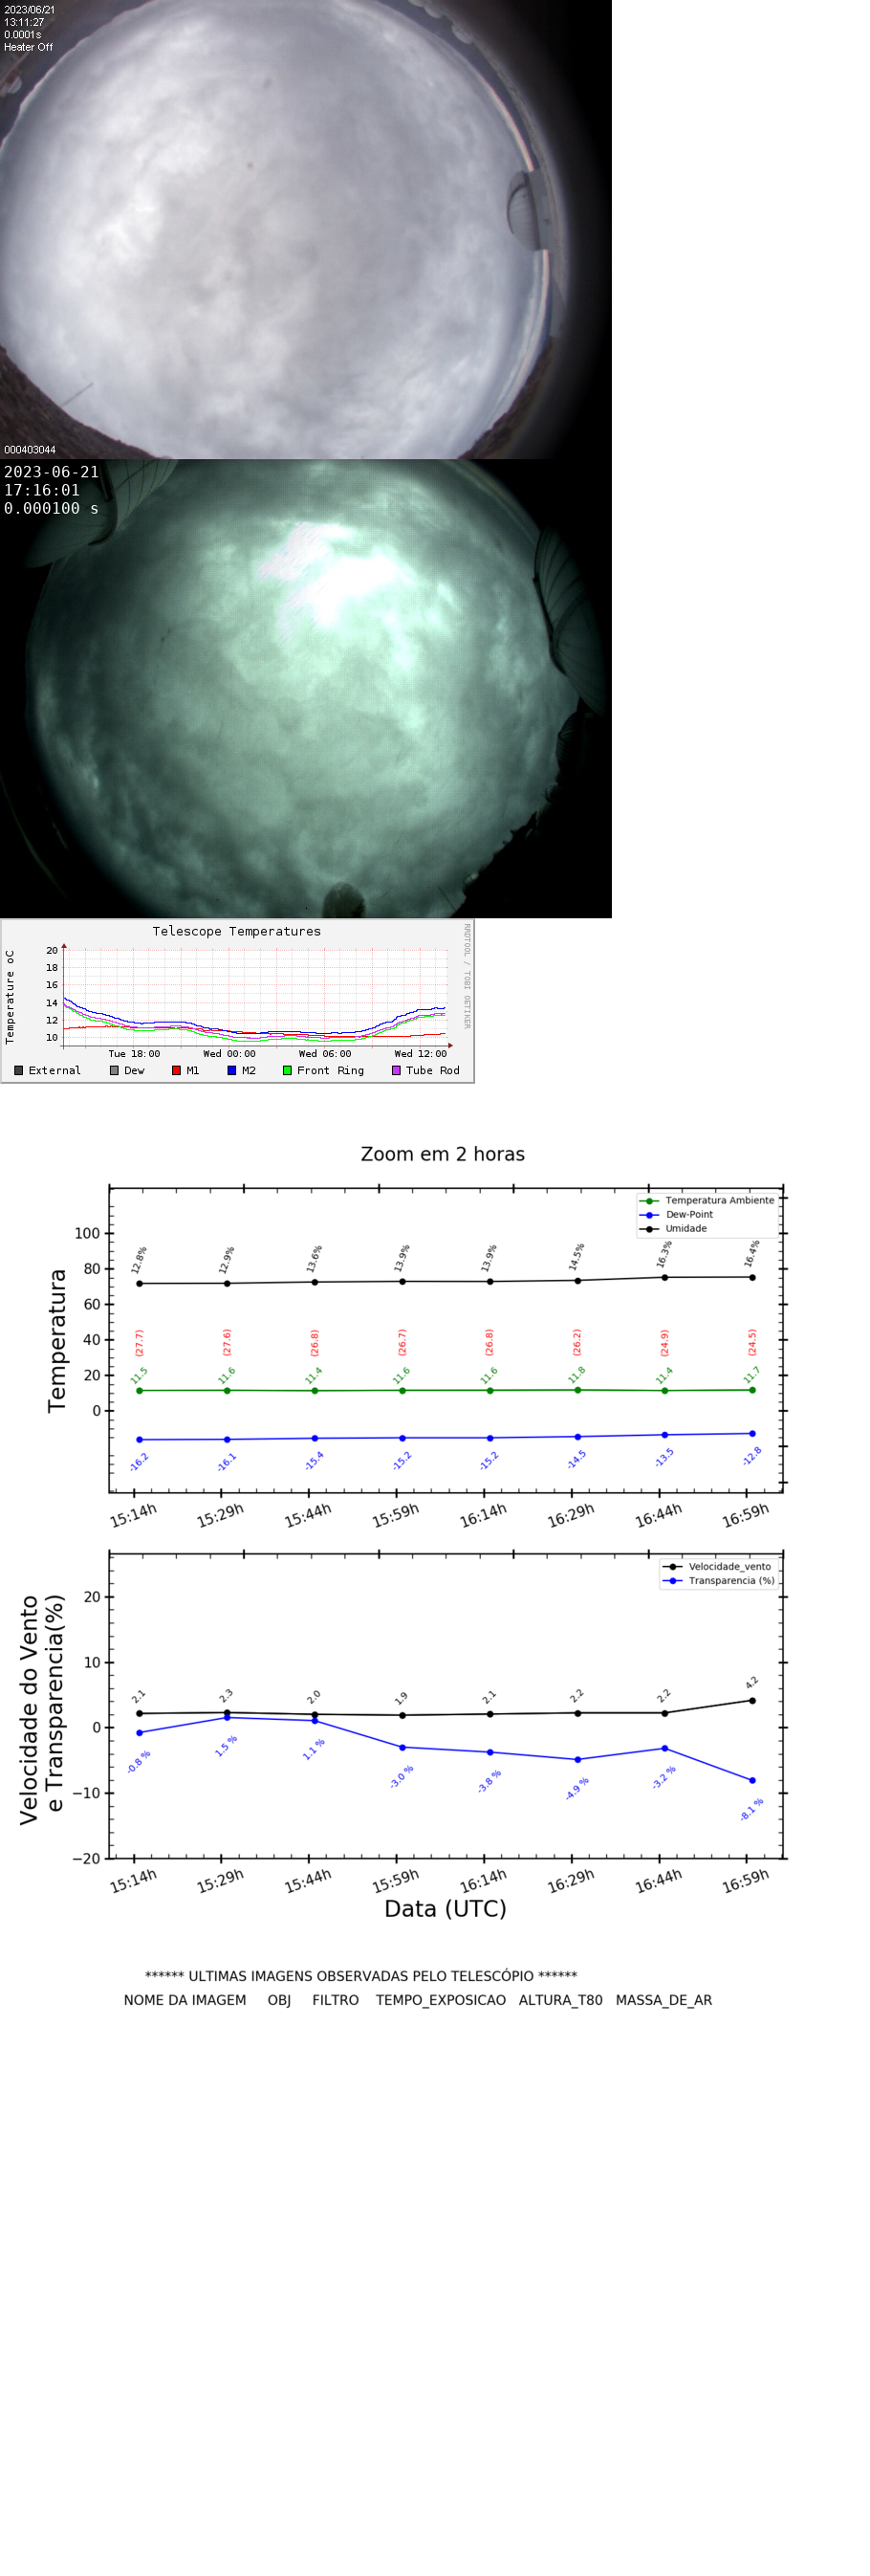 2023/06/21
13:11:27
0.0001s
Heater Off
000403044
2023-06-21
17:16:01
0.000100 s
Telescope Temperatures
RRDTOOL / TOBI OETIKER
Temperature oC
20
18
16
14
12
10
Tue 18:00 Wed 00:00 Wed 06:00 Wed 12:00
External Dew M1 M2 Front Ring Tube Rod
Zoom em 2 horas
Temperatura Ambiente
Dew-Point
Umidade
Temperatura
100
80
60
40
20
0
12.8% 12.9% 13.6% 13.9% 13.9% 14.5% 16.3% 16.4%
(27.7) (27.6) (26.8) (26.7) (26.8) (26.2) (24.9) (24.5)
11.5 11.6 11.4 11.6 11.6 11.8 11.4 11.7
-16.2 -16.1 -15.4 -15.2 -15.2 -14.5 -13.5 -12.8
15:14h 15:29h 15:44h 15:59h 16:14h 16:29h 16:44h 16:59h
Velocidade_vento
Transparencia (%)
Velocidade do Vento
e Transparencia(%)
20
10
0
−10
−20
2.1 2.3 2.0 1.9 2.1 2.2 2.2 4.2
-0.8 % 1.5 % 1.1 % -3.0 % -3.8 % -4.9 % -3.2 % -8.1 %
15:14h 15:29h 15:44h 15:59h 16:14h 16:29h 16:44h 16:59h
Data (UTC)
****** ULTIMAS IMAGENS OBSERVADAS PELO TELESCÓPIO ******
NOME DA IMAGEM OBJ FILTRO TEMPO_EXPOSICAO ALTURA_T80 MASSA_DE_AR